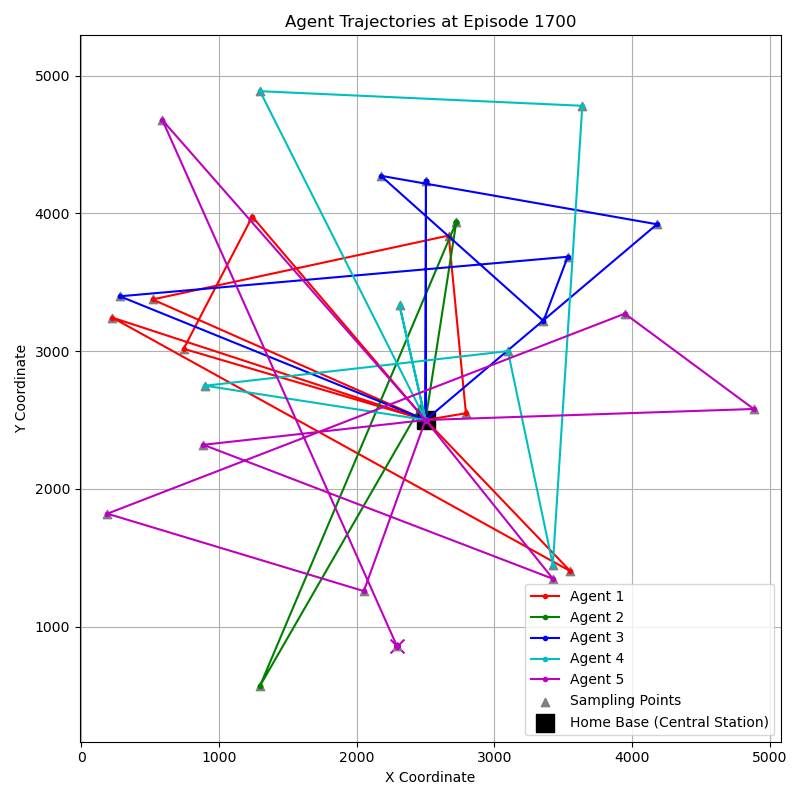 Agent Trajectories at Episode 1700
Y Coordinate
5000
4000
3000
2000
1000
0
1000
2000
3000
4000
5000
X Coordinate
Agent 1
Agent 2
Agent 3
Agent 4
Agent 5
Sampling Points
Home Base (Central Station)